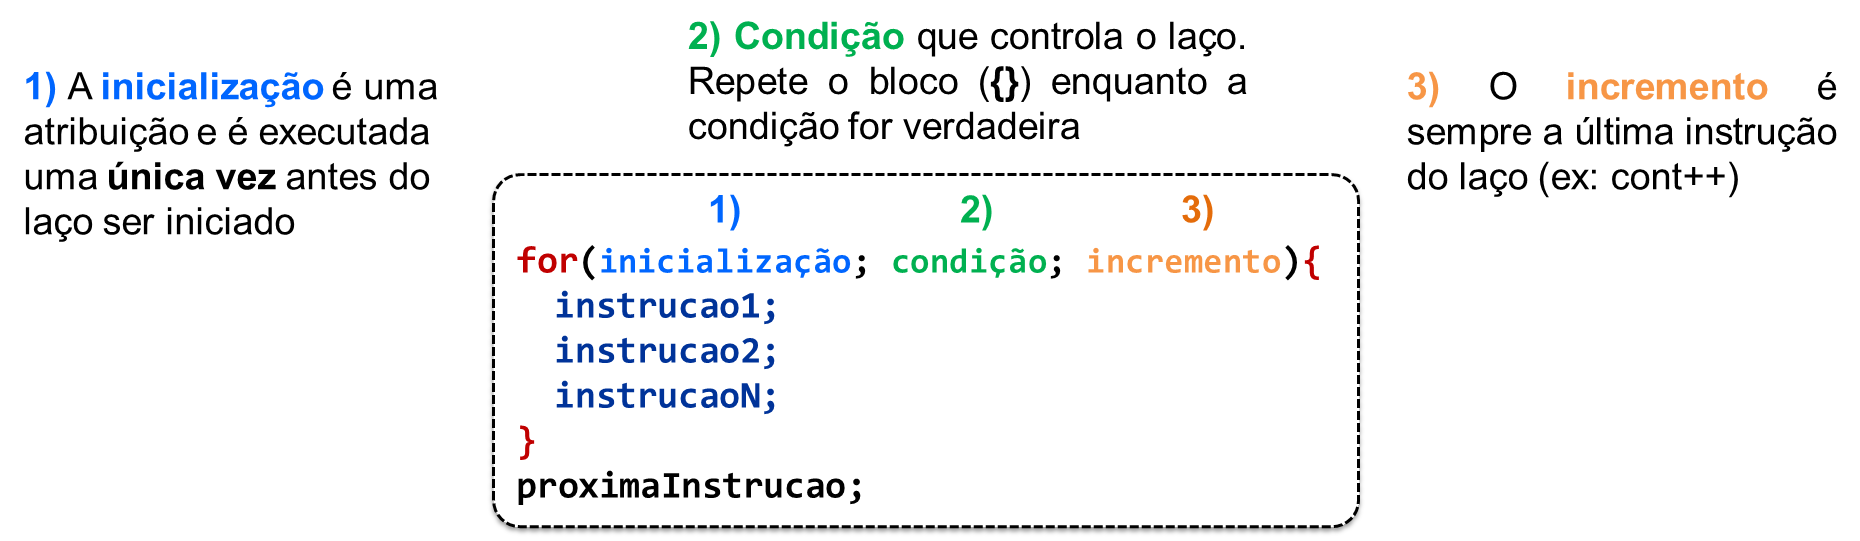 1) A inicialização é uma
atribuição e é executada
uma única vez antes do
laço ser iniciado
2) Condição que controla o laço.
Repete o bloco ({}) enquanto a
condição for verdadeira
3) O incremento é
sempre a última instrução
do laço (ex: cont++)
1) 2) 3)
for(inicialização; condição; incremento){
instrucao1;
instrucao2;
instrucaoN;
}
proximaInstrucao;